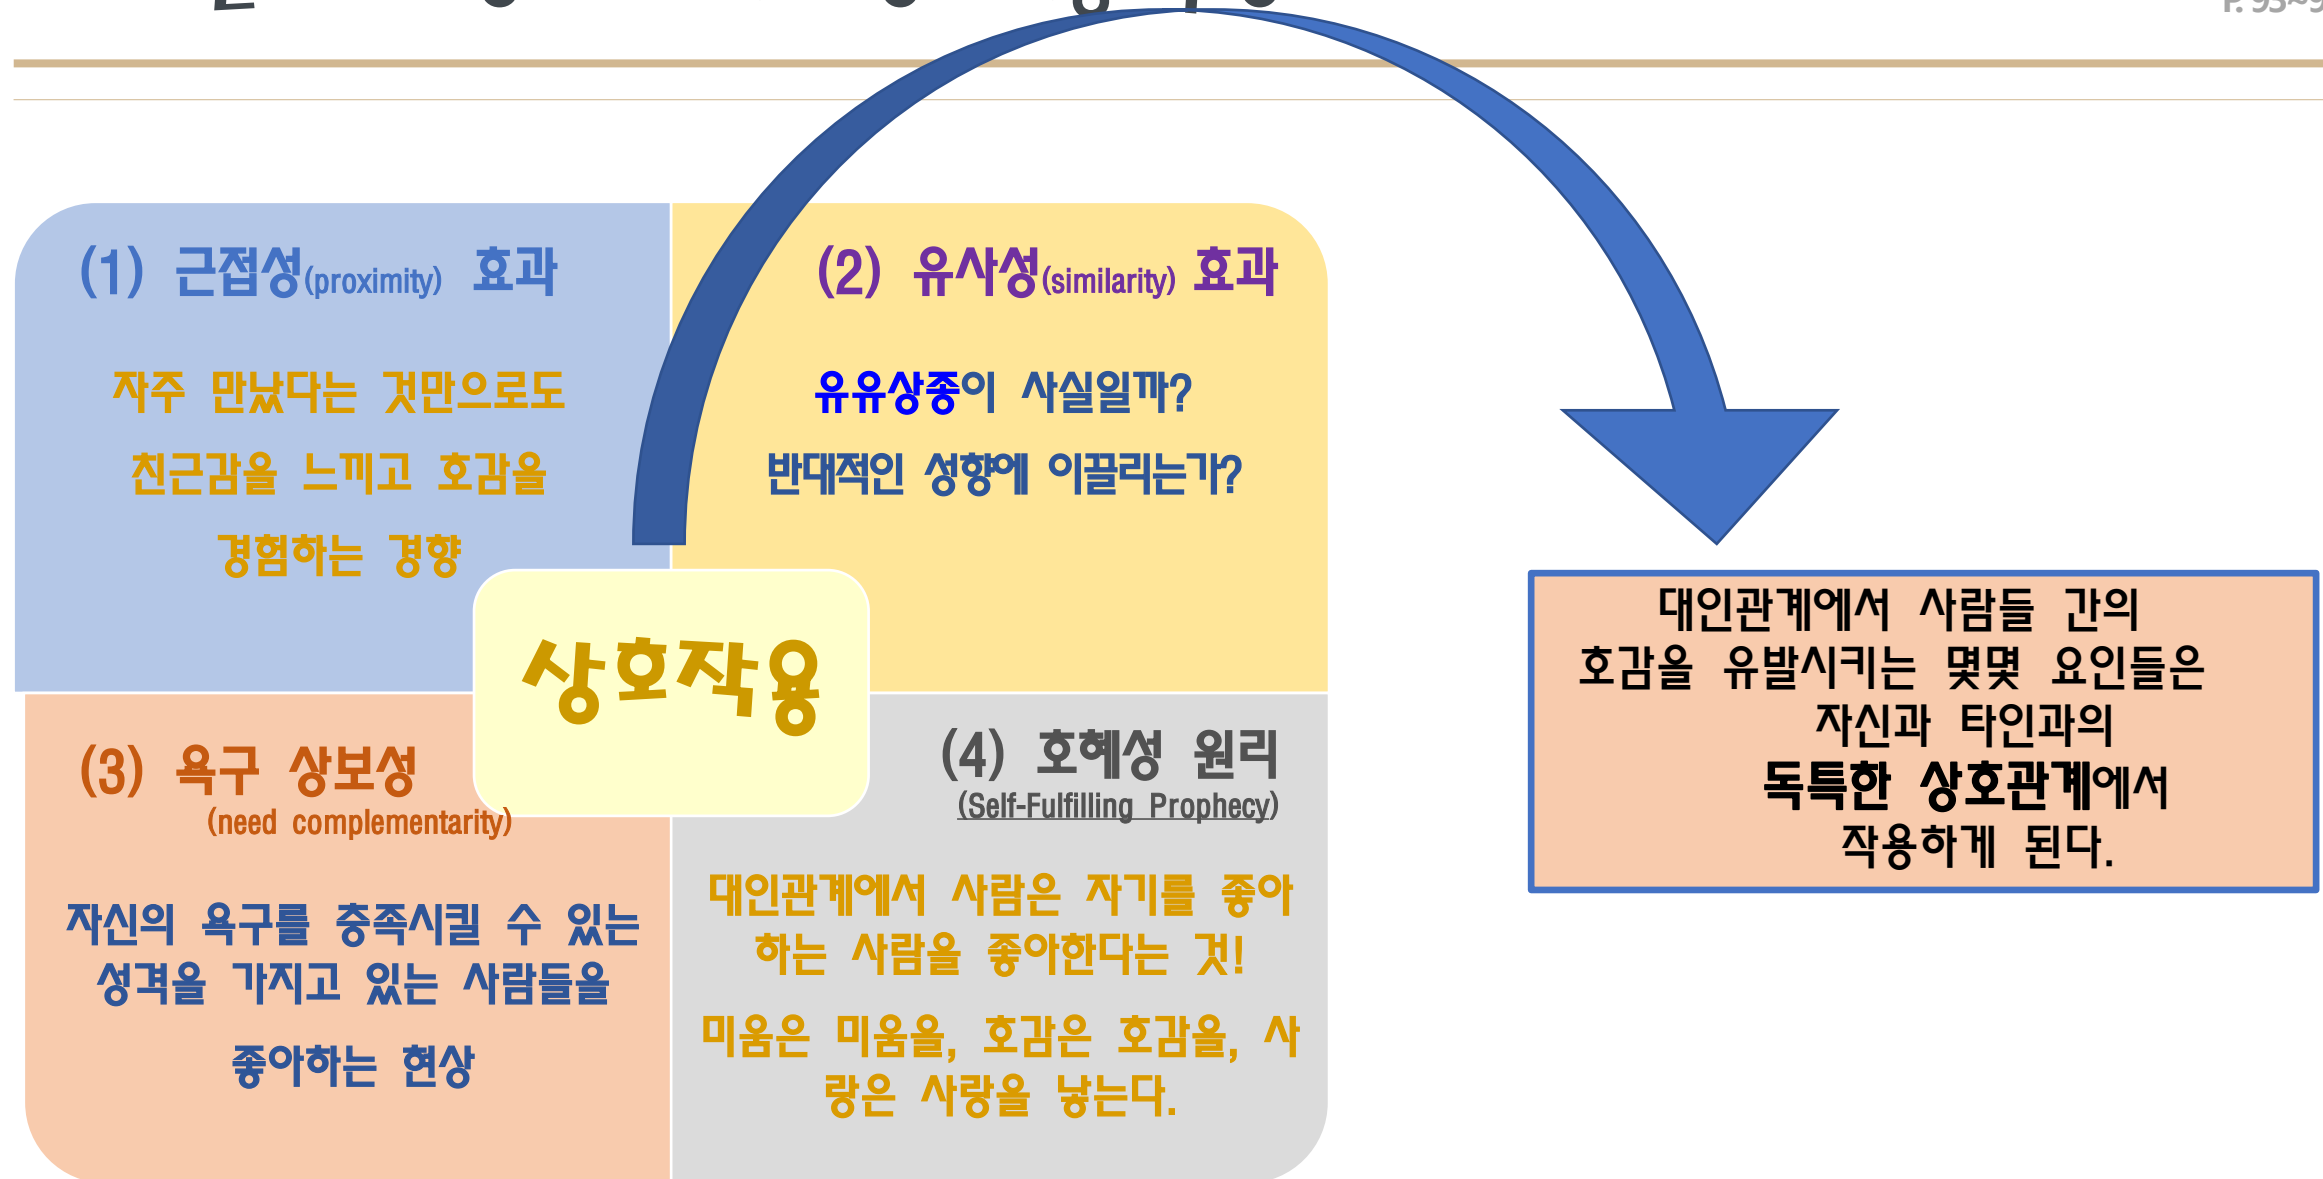 (1) 근접성(proximity) 효과
자주 만났다는 것만으로도
친근감을 느끼고 호감을
경험하는 경향
(2) 유사성(similarity) 효과
유유상종이 사실일까?
반대적인 성향에 이끌리는가?
상호작용
(3) 욕구 상보성
(need complementarity)
자신의 욕구를 충족시킬 수 있는
성격을 가지고 있는 사람들을
좋아하는 현상
(4) 호혜성 원리
(Self-Fulfilling Prophecy)
대인관계에서 사람은 자기를 좋아
하는 사람을 좋아한다는 것!
미움은 미움을, 호감은 호감을, 사
랑은 사랑을 낳는다.
대인관계에서 사람들 간의
호감을 유발시키는 몇몇 요인들은
자신과 타인과의
독특한 상호관계에서
작용하게 된다.